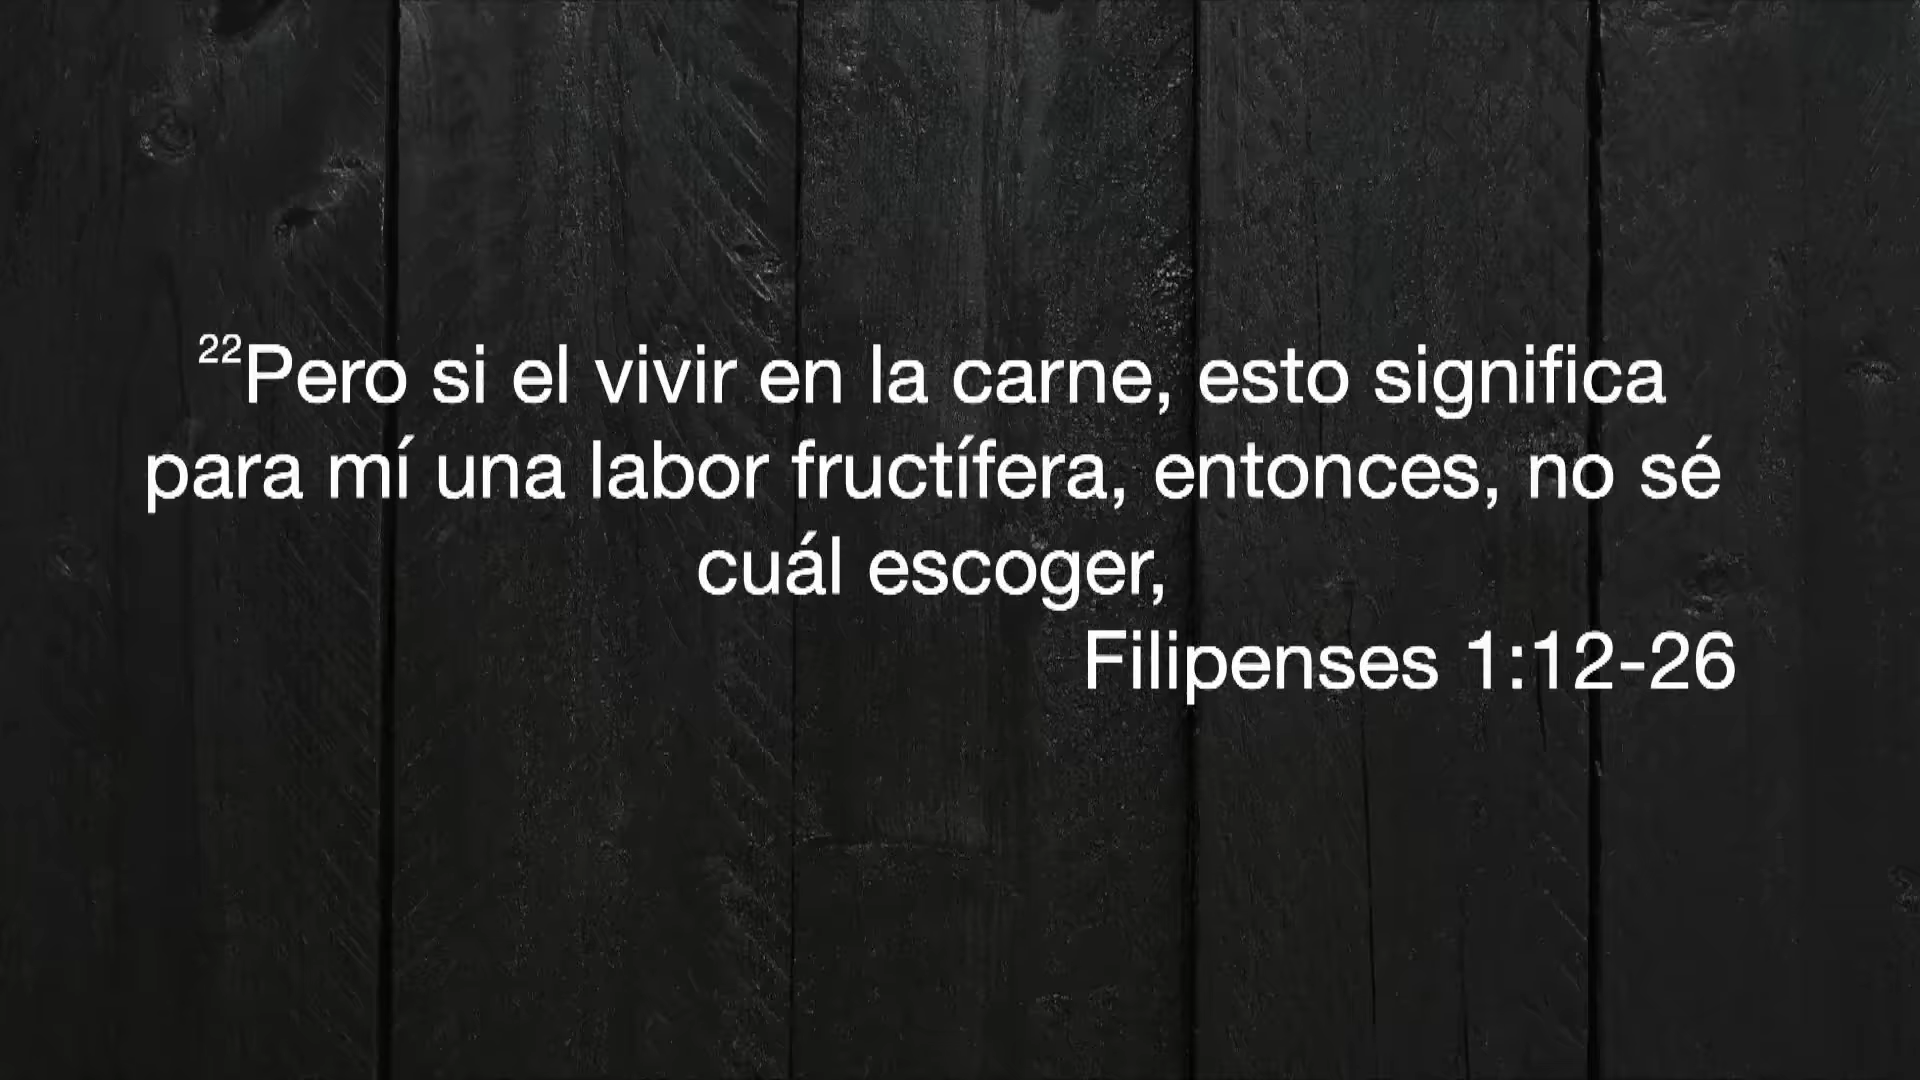 ²²Pero si el vivir en la carne, esto significa
para mí una labor fructífera, entonces, no sé
cuál escoger,
Filipenses 1:12-26